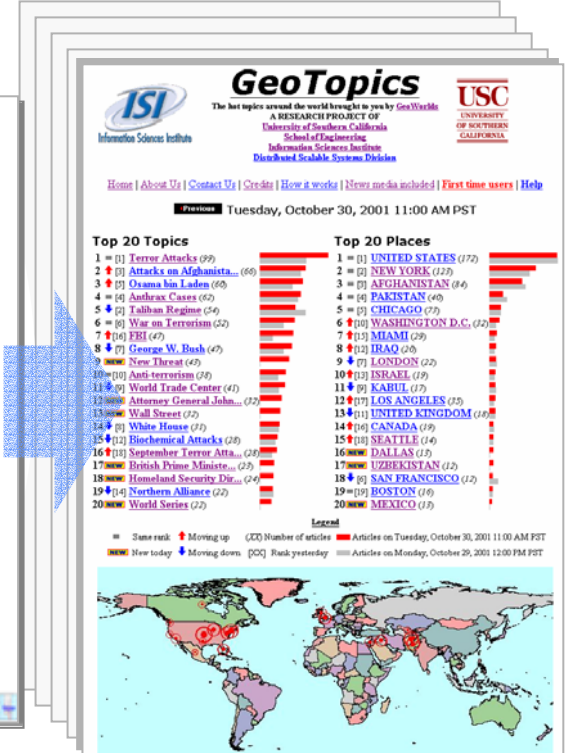 GeoTopics
The hot topics around the world brought to you by GeoWorlds
A RESEARCH PROJECT OF
University of Southern California
School of Engineering
Information Sciences Institute
Distributed Scalable Systems Division
ISI
Information Sciences Institute
USC
UNIVERSITY
OF SOUTHERN
CALIFORNIA
Home | About Us | Contact Us | Credits | How it works | News media included | First time users | Help
Previous Tuesday, October 30, 2001 11:00 AM PST
Top 20 Topics
1 = [1] Terror Attacks (99)
2 [3] Attacks on Afghanista... (66)
3 [5] Osama bin Laden (60)
4 = [4] Anthrax Cases (62)
5 [2] Taliban Regime (54)
6 = [6] War on Terrorism (52)
7 [16] FBI (47)
8 [7] George W. Bush (47)
9 NEW New Threat (43)
10 = [10] Anti-terrorism (38)
11 [9] World Trade Center (41)
12 NEW Attorney General John... (32)
13 NEW Wall Street (32)
14 [8] White House (31)
15 [12] Biochemical Attacks (28)
16 [18] September Terror Atta... (28)
17 NEW British Prime Ministe... (23)
18 NEW Homeland Security Dir... (24)
19 [14] Northern Alliance (22)
20 NEW World Series (22)
Top 20 Places
1 = [1] UNITED STATES (172)
2 = [2] NEW YORK (123)
3 = [3] AFGHANISTAN (84)
4 = [4] PAKISTAN (40)
5 = [5] CHICAGO (73)
6 [10] WASHINGTON D.C. (32)
7 [15] MIAMI (29)
8 [12] IRAQ (20)
9 [7] LONDON (22)
10 [13] ISRAEL (19)
11 [9] KABUL (17)
12 [17] LOS ANGELES (35)
13 [11] UNITED KINGDOM (18)
14 [16] CANADA (19)
15 [18] SEATTLE (14)
16 NEW DALLAS (13)
17 NEW UZBEKISTAN (12)
18 [6] SAN FRANCISCO (12)
19 = [19] BOSTON (16)
20 NEW MEXICO (13)
Legend
= Same rank Moving up (XX) Number of articles Articles on Tuesday, October 30, 2001 11:00 AM PST
NEW New today Moving down [XX] Rank yesterday Articles on Monday, October 29, 2001 12:00 PM PST